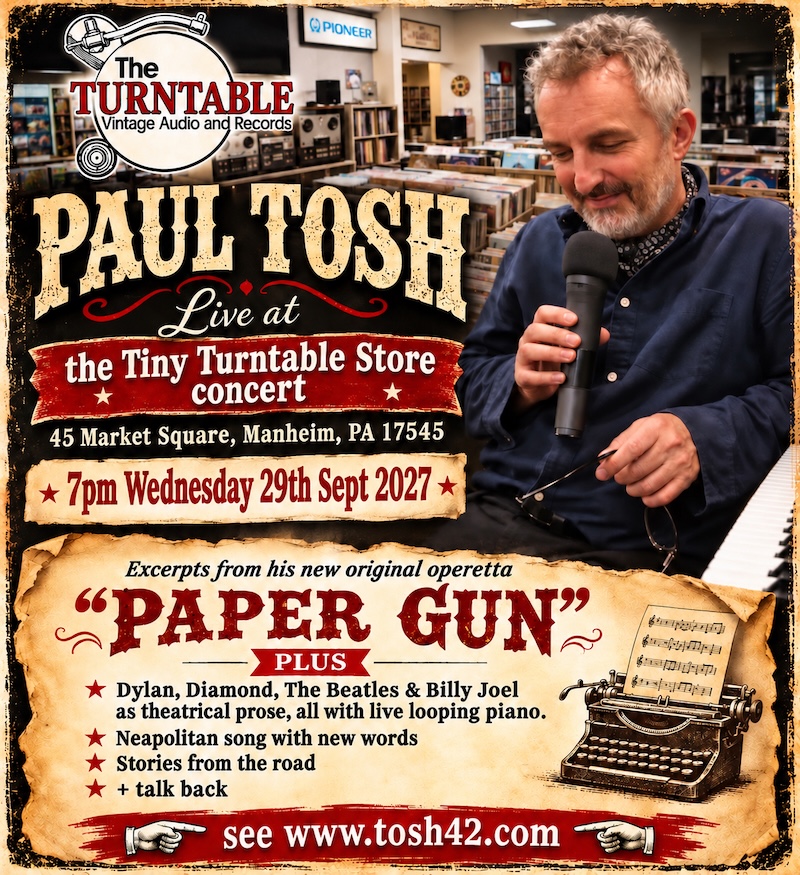 The
TURNTABLE
Vintage Audio and Records
PIONEER
PAUL TOSH
Live at
the Tiny Turntable Store
concert
45 Market Square, Manheim, PA 17545
7pm Wednesday 29th Sept 2027
Excerpts from his new original operetta
“PAPER GUN”
PLUS
Dylan, Diamond, The Beatles & Billy Joel
as theatrical prose, all with live looping piano.
Neapolitan song with new words
Stories from the road
+ talk back
see www.tosh42.com